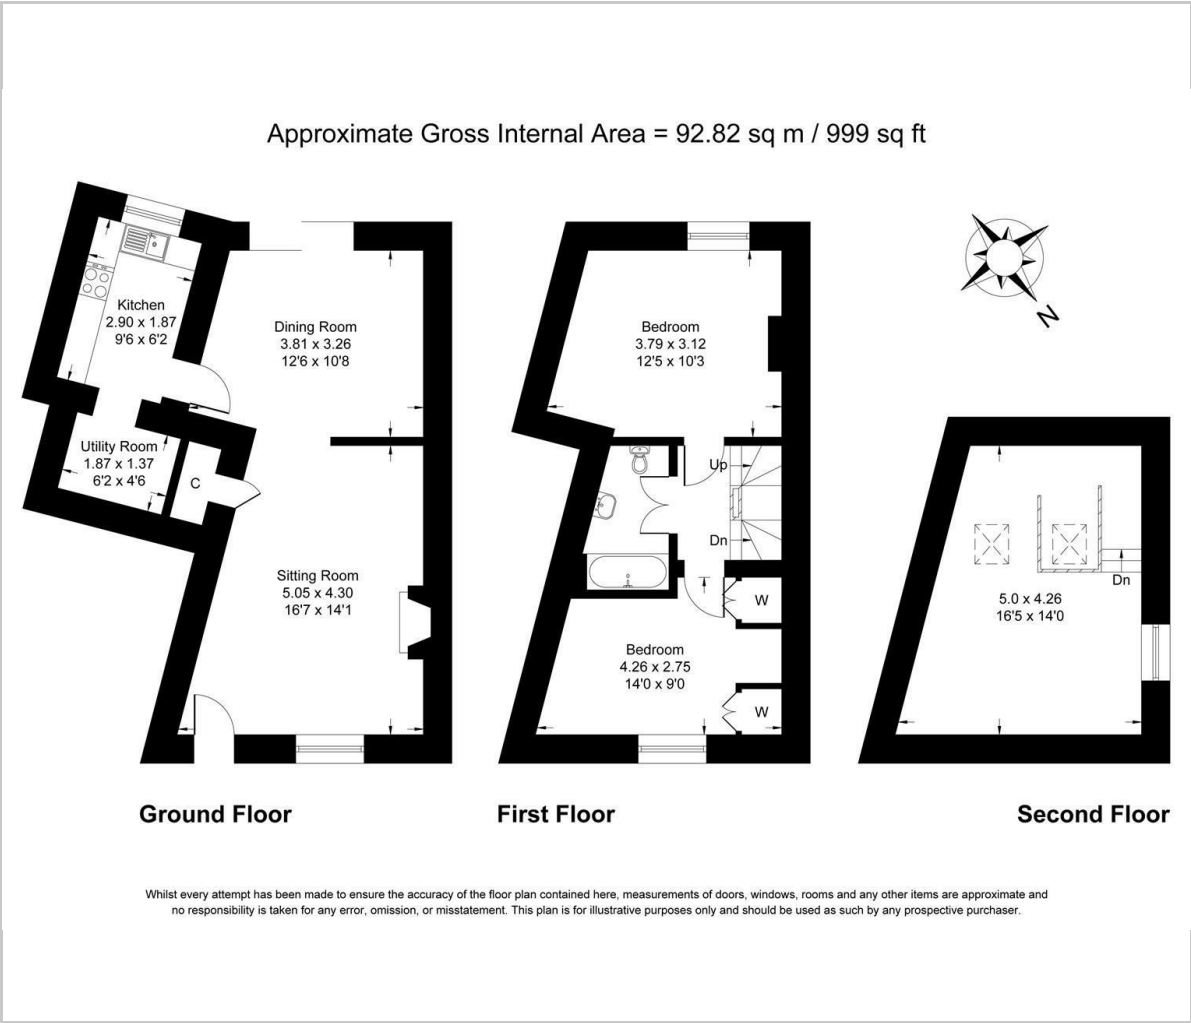 Approximate Gross Internal Area = 92.82 sq m / 999 sq ft
N
Kitchen
2.90 x 1.87
9'6 x 6'2
Dining Room
3.81 x 3.26
12'6 x 10'8
Utility Room
1.87 x 1.37
6'2 x 4'6
C
Sitting Room
5.05 x 4.30
16'7 x 14'1
Ground Floor
Bedroom
3.79 x 3.12
12'5 x 10'3
Up
Dn
W
Bedroom
4.26 x 2.75
14'0 x 9'0
W
First Floor
Dn
5.0 x 4.26
16'5 x 14'0
Second Floor
Whilst every attempt has been made to ensure the accuracy of the floor plan contained here, measurements of doors, windows, rooms and any other items are approximate and
no responsibility is taken for any error, omission, or misstatement. This plan is for illustrative purposes only and should be used as such by any prospective purchaser.